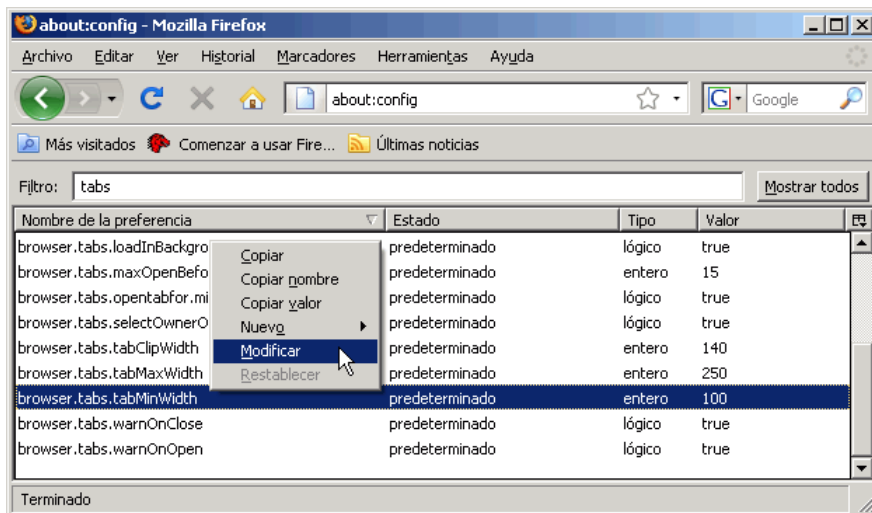 about:config - Mozilla Firefox
Archivo Editar Ver Historial Marcadores Herramientas Ayuda
about:config G Google
Más visitados Comenzar a usar Fire... Últimas noticias
Filtro: tabs Mostrar todos
Nombre de la preferencia Estado Tipo Valor
browser.tabs.loadInBackgro predeterminado lógico true
browser.tabs.maxOpenBefo predeterminado entero 15
browser.tabs.opentabfor.mi predeterminado lógico true
browser.tabs.selectOwnerO predeterminado lógico true
browser.tabs.tabClipWidth predeterminado entero 140
browser.tabs.tabMaxWidth predeterminado entero 250
browser.tabs.tabMinWidth predeterminado entero 100
browser.tabs.warnOnClose predeterminado lógico true
browser.tabs.warnOnOpen predeterminado lógico true
Copiar
Copiar nombre
Copiar valor
Nuevo
Modificar
Restablecer
Terminado